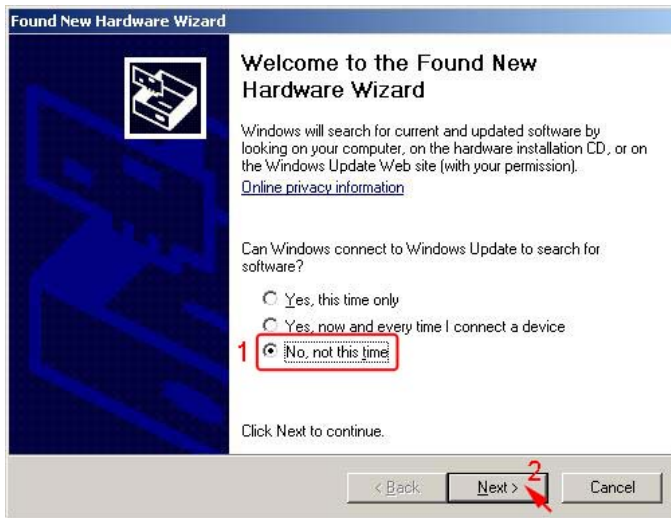 Found New Hardware Wizard
Welcome to the Found New
Hardware Wizard
Windows will search for current and updated software by
looking on your computer, on the hardware installation CD, or on
the Windows Update Web site (with your permission).
Online privacy information
Can Windows connect to Windows Update to search for
software?
Yes, this time only
Yes, now and every time I connect a device
1 No, not this time
Click Next to continue.
< Back Next > 2 Cancel